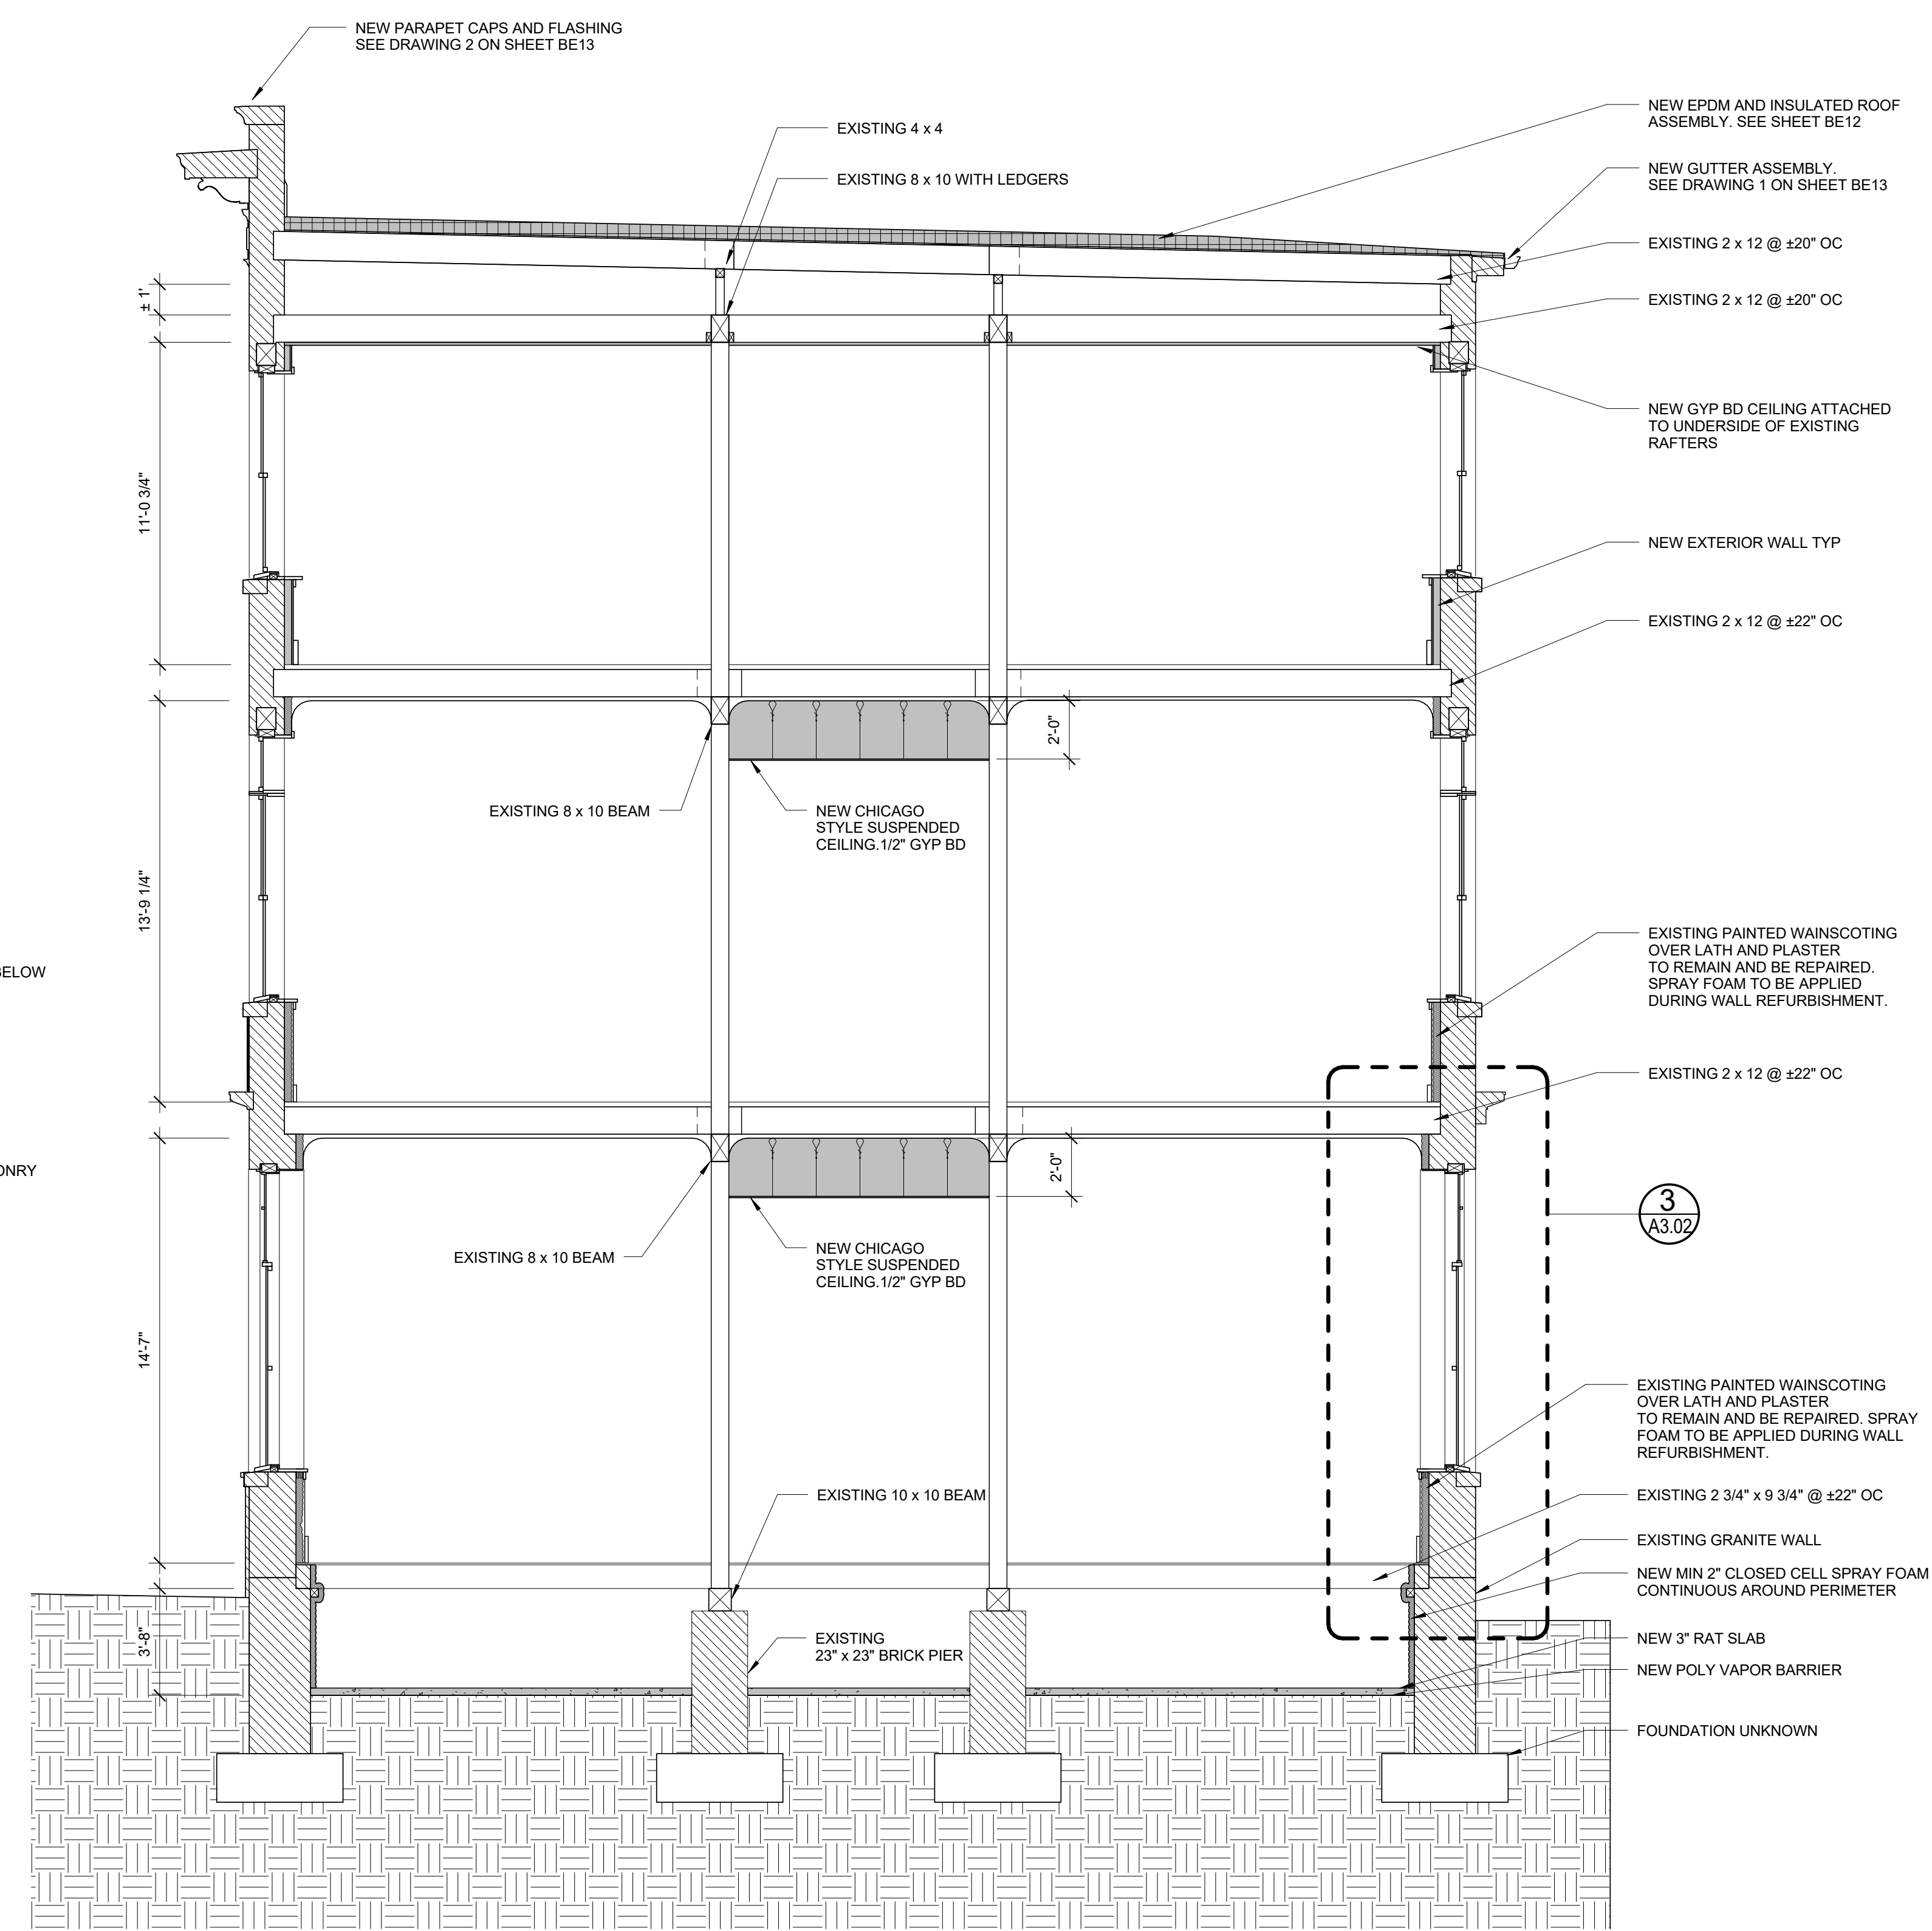 NEW PARAPET CAPS AND FLASHING
SEE DRAWING 2 ON SHEET BE13
EXISTING 4 x 4
EXISTING 8 x 10 WITH LEDGERS
NEW EPDM AND INSULATED ROOF
ASSEMBLY. SEE SHEET BE12
NEW GUTTER ASSEMBLY.
SEE DRAWING 1 ON SHEET BE13
EXISTING 2 x 12 @ ±20" OC
EXISTING 2 x 12 @ ±20" OC
± 1'
NEW GYP BD CEILING ATTACHED
TO UNDERSIDE OF EXISTING
RAFTERS
11'-0 3/4"
NEW EXTERIOR WALL TYP
EXISTING 2 x 12 @ ±22" OC
2'-0"
EXISTING 8 x 10 BEAM
NEW CHICAGO
STYLE SUSPENDED
CEILING.1/2" GYP BD
13'-9 1/4"
EXISTING PAINTED WAINSCOTING
OVER LATH AND PLASTER
TO REMAIN AND BE REPAIRED.
SPRAY FOAM TO BE APPLIED
DURING WALL REFURBISHMENT.
BELOW
EXISTING 2 x 12 @ ±22" OC
ONRY
2'-0"
3
A3.02
EXISTING 8 x 10 BEAM
NEW CHICAGO
STYLE SUSPENDED
CEILING.1/2" GYP BD
14'-7"
EXISTING PAINTED WAINSCOTING
OVER LATH AND PLASTER
TO REMAIN AND BE REPAIRED. SPRAY
FOAM TO BE APPLIED DURING WALL
REFURBISHMENT.
EXISTING 10 x 10 BEAM
EXISTING 2 3/4" x 9 3/4" @ ±22" OC
EXISTING GRANITE WALL
NEW MIN 2" CLOSED CELL SPRAY FOAM
CONTINUOUS AROUND PERIMETER
3'-8"
EXISTING
23" x 23" BRICK PIER
NEW 3" RAT SLAB
NEW POLY VAPOR BARRIER
FOUNDATION UNKNOWN